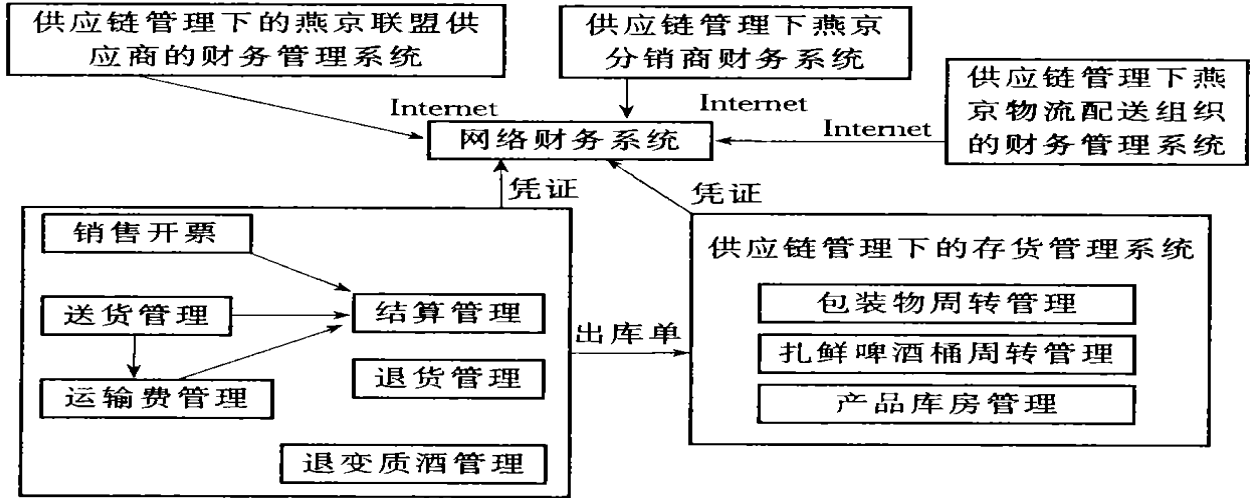 供应链管理下的燕京联盟供
应商的财务管理系统
供应链管理下燕京
分销商财务系统
供应链管理下燕
京物流配送组织
的财务管理系统
Internet
Internet
Internet
网络财务系统
凭证
凭证
销售开票
送货管理
运输费管理
结算管理
退货管理
退变质酒管理
出库单
供应链管理下的存货管理系统
包装物周转管理
扎鲜啤酒桶周转管理
产品库房管理